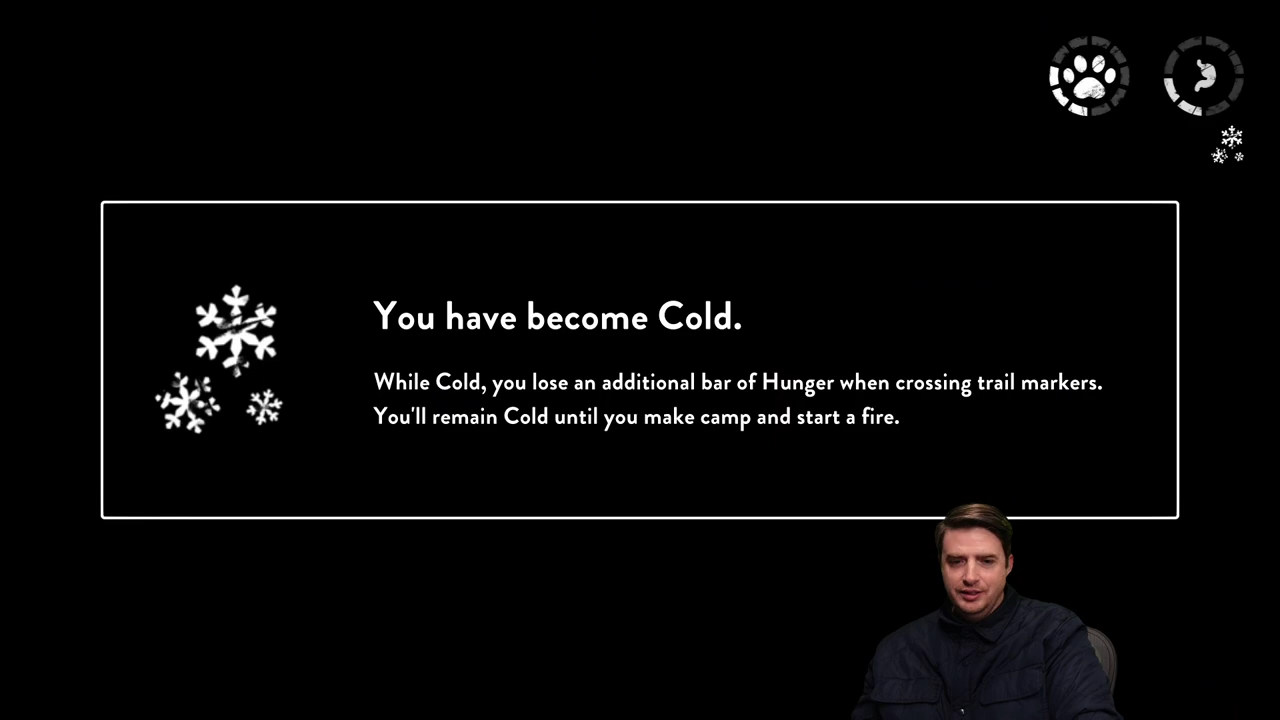 You have become Cold.
While Cold, you lose an additional bar of Hunger when crossing trail markers.
You'll remain Cold until you make camp and start a fire.